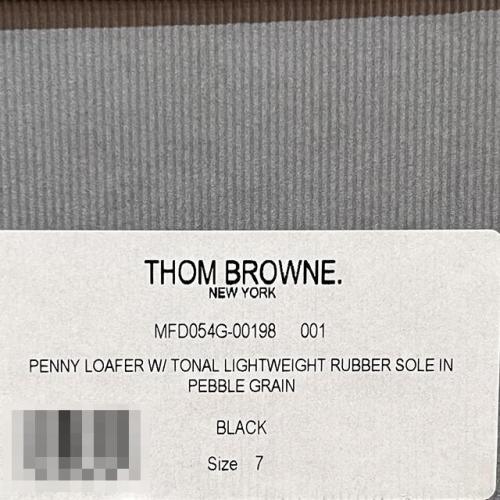 THOM BROWNE.
NEW YORK
MFD054G-00198 001
PENNY LOAFER W/ TONAL LIGHTWEIGHT RUBBER SOLE IN
PEBBLE GRAIN
BLACK
Size 7